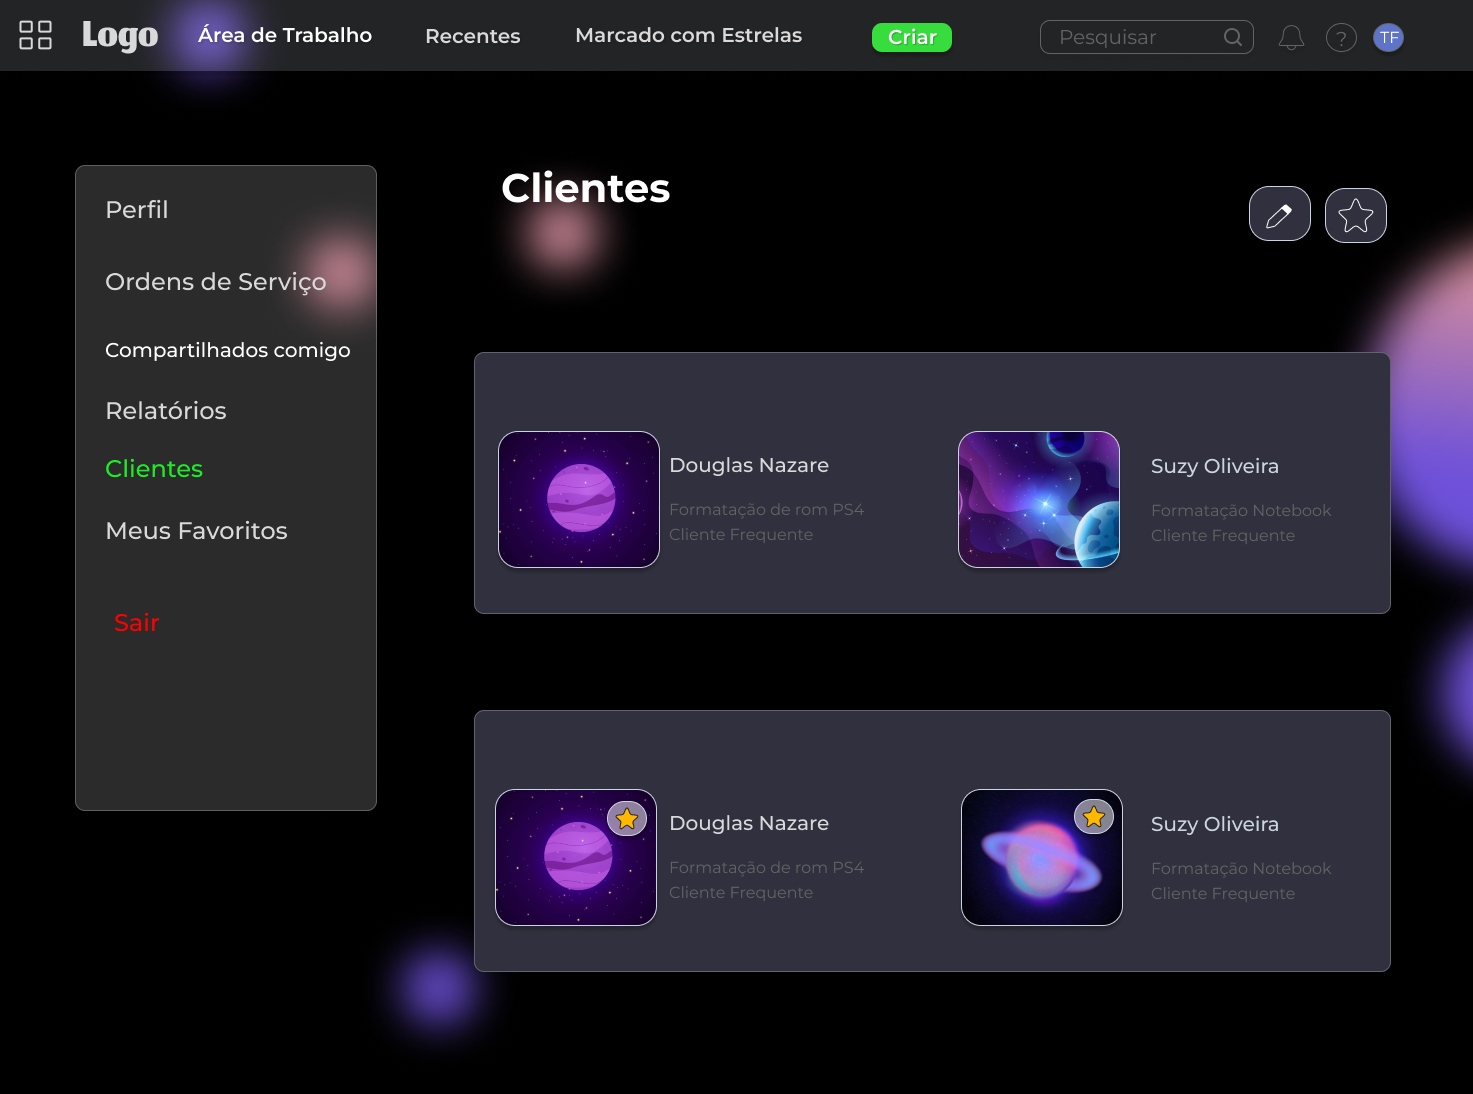 Logo
Área de Trabalho
Recentes
Marcado com Estrelas
Criar
Pesquisar
?
TF
Perfil
Ordens de Serviço
Compartilhados comigo
Relatórios
Clientes
Meus Favoritos
Sair
Clientes
Douglas Nazare
Formatação de rom PS4
Cliente Frequente
Suzy Oliveira
Formatação Notebook
Cliente Frequente
Douglas Nazare
Formatação de rom PS4
Cliente Frequente
Suzy Oliveira
Formatação Notebook
Cliente Frequente